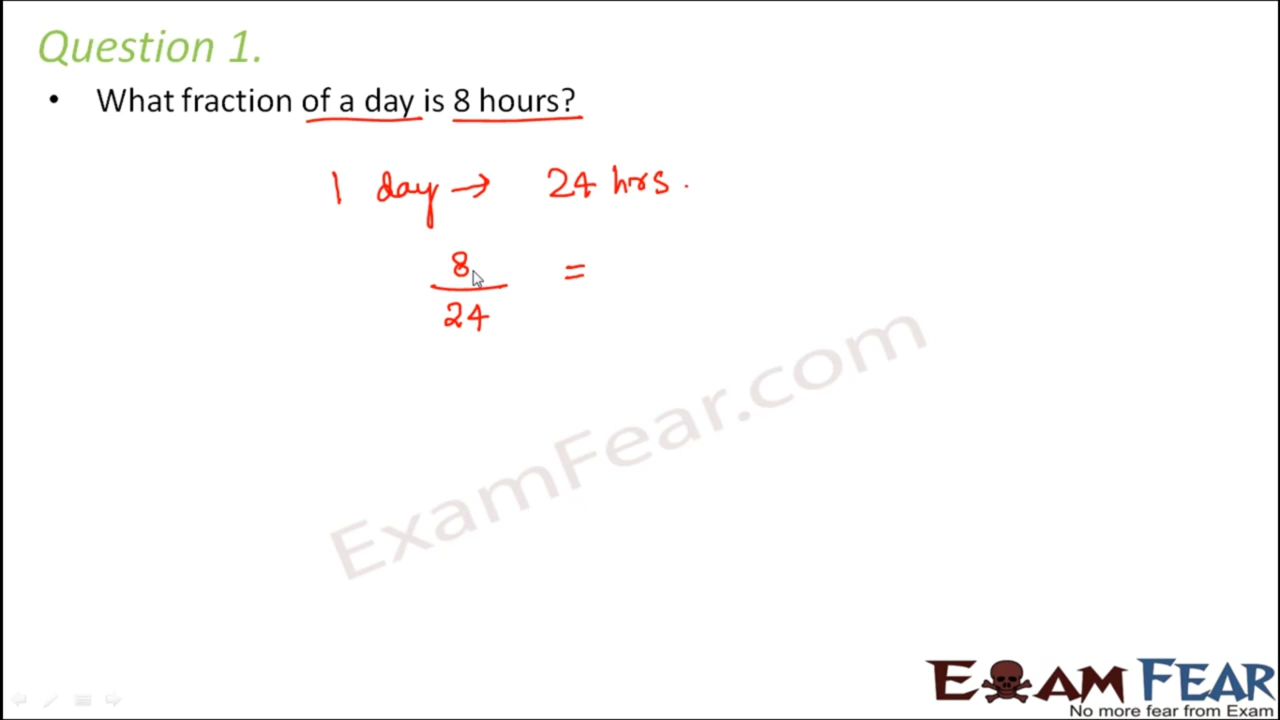 Question 1.
• What fraction of a day is 8 hours?
1 day → 24 hrs.
8
24
=
ExamFear.com
EXAM FEAR
No more fear from Exam